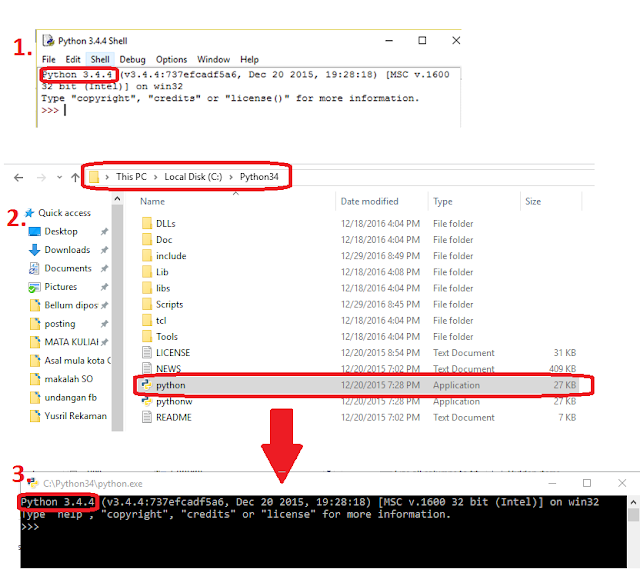 1.
Python 3.4.4 Shell
File Edit Shell Debug Options Window Help
Python 3.4.4 (v3.4.4:737efcadf5a6, Dec 20 2015, 19:28:18) [MSC v.1600
32 bit (Intel)] on win32
Type "copyright", "credits" or "license()" for more information.
>>>
This PC > Local Disk (C:) > Python34
2.
Quick access
Desktop
Downloads
Documents
Pictures
Bellum dipos
posting
MATA KULIAH
Asal mula kota
makalah SO
undangan fb
Yusril Rekaman
Name Date modified Type Size
DLLs 12/18/2016 4:04 PM File folder
Doc 12/18/2016 4:04 PM File folder
include 12/29/2016 8:49 PM File folder
Lib 12/18/2016 4:08 PM File folder
libs 12/18/2016 4:04 PM File folder
Scripts 12/29/2016 8:45 PM File folder
tcl 12/18/2016 4:04 PM File folder
Tools 12/18/2016 4:04 PM File folder
LICENSE 12/20/2015 8:54 PM Text Document 31 KB
NEWS 12/20/2015 7:02 PM Text Document 409 KB
python 12/20/2015 7:28 PM Application 27 KB
pythonw 12/20/2015 7:28 PM Application 27 KB
README 12/20/2015 7:02 PM Text Document 7 KB
3
C:\Python34\python.exe
Python 3.4.4 (v3.4.4:737efcadf5a6, Dec 20 2015, 19:28:18) [MSC v.1600 32 bit (Intel)] on win32
Type "help", "copyright", "credits" or "license" for more information.
>>>